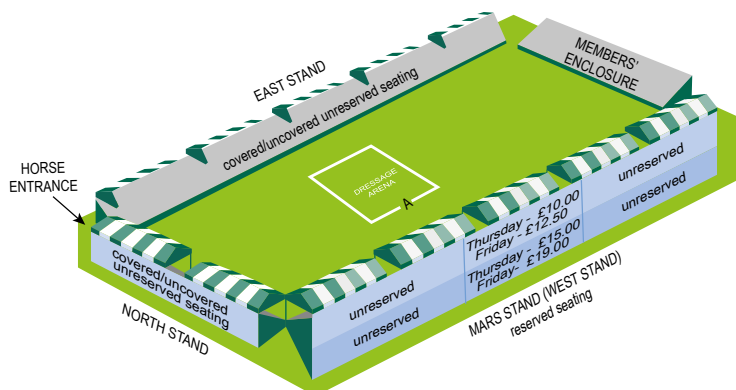 EAST STAND
covered/uncovered unreserved seating
MEMBERS'
ENCLOSURE
HORSE
ENTRANCE
DRESSAGE
ARENA
A
covered/uncovered
unreserved seating
NORTH STAND
unreserved
unreserved
Thursday - £10.00
Friday - £12.50
Thursday - £15.00
Friday- £19.00
unreserved
unreserved
MARS STAND (WEST STAND)
reserved seating